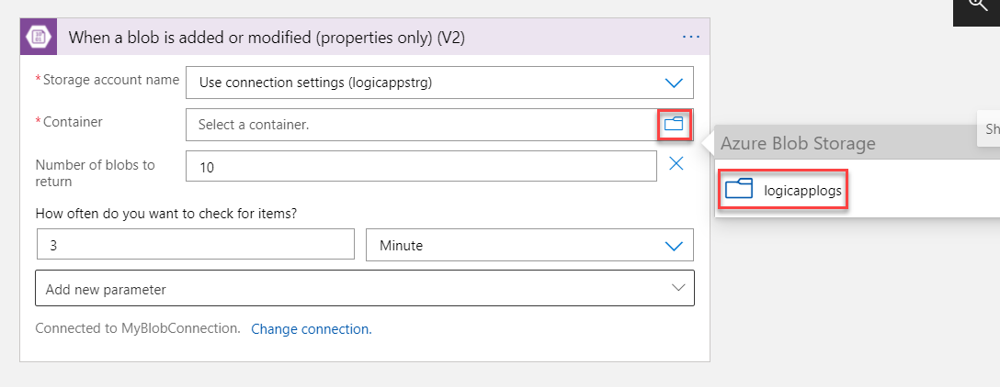 When a blob is added or modified (properties only) (V2)
...
* Storage account name
Use connection settings (logicappstrg)
* Container
Select a container.
Number of blobs to
return
10
How often do you want to check for items?
3
Minute
Add new parameter
Connected to MyBlobConnection. Change connection.
Azure Blob Storage
logicapplogs
Sh